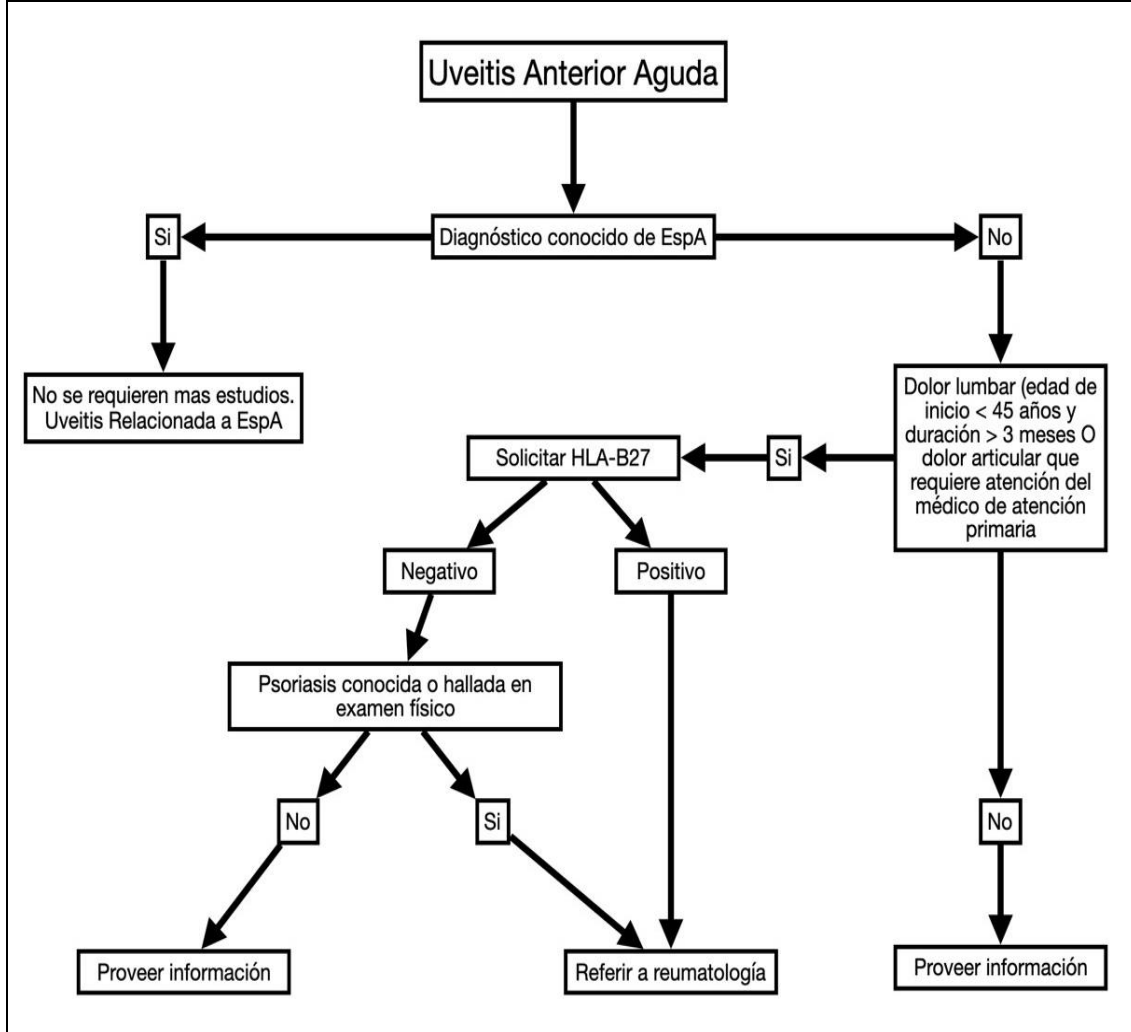 Uveitis Anterior Aguda
Si
Diagnóstico conocido de EspA
No
No se requieren mas estudios.
Uveitis Relacionada a EspA
Dolor lumbar (edad de
inicio < 45 años y
duración > 3 meses O
dolor articular que
requiere atención del
médico de atención
primaria
Solicitar HLA-B27
Si
Negativo
Positivo
Psoriasis conocida o hallada en
examen físico
No
Si
No
Proveer información
Referir a reumatología
Proveer información